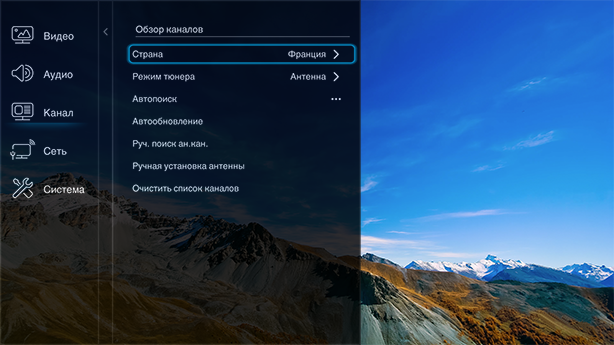 Видео
Аудио
Канал
Сеть
Система
Обзор каналов
Страна Франция
Режим тюнера Антенна
Автопоиск ...
Автообновление
Руч. поиск ан.кан.
Ручная установка антенны
Очистить список каналов